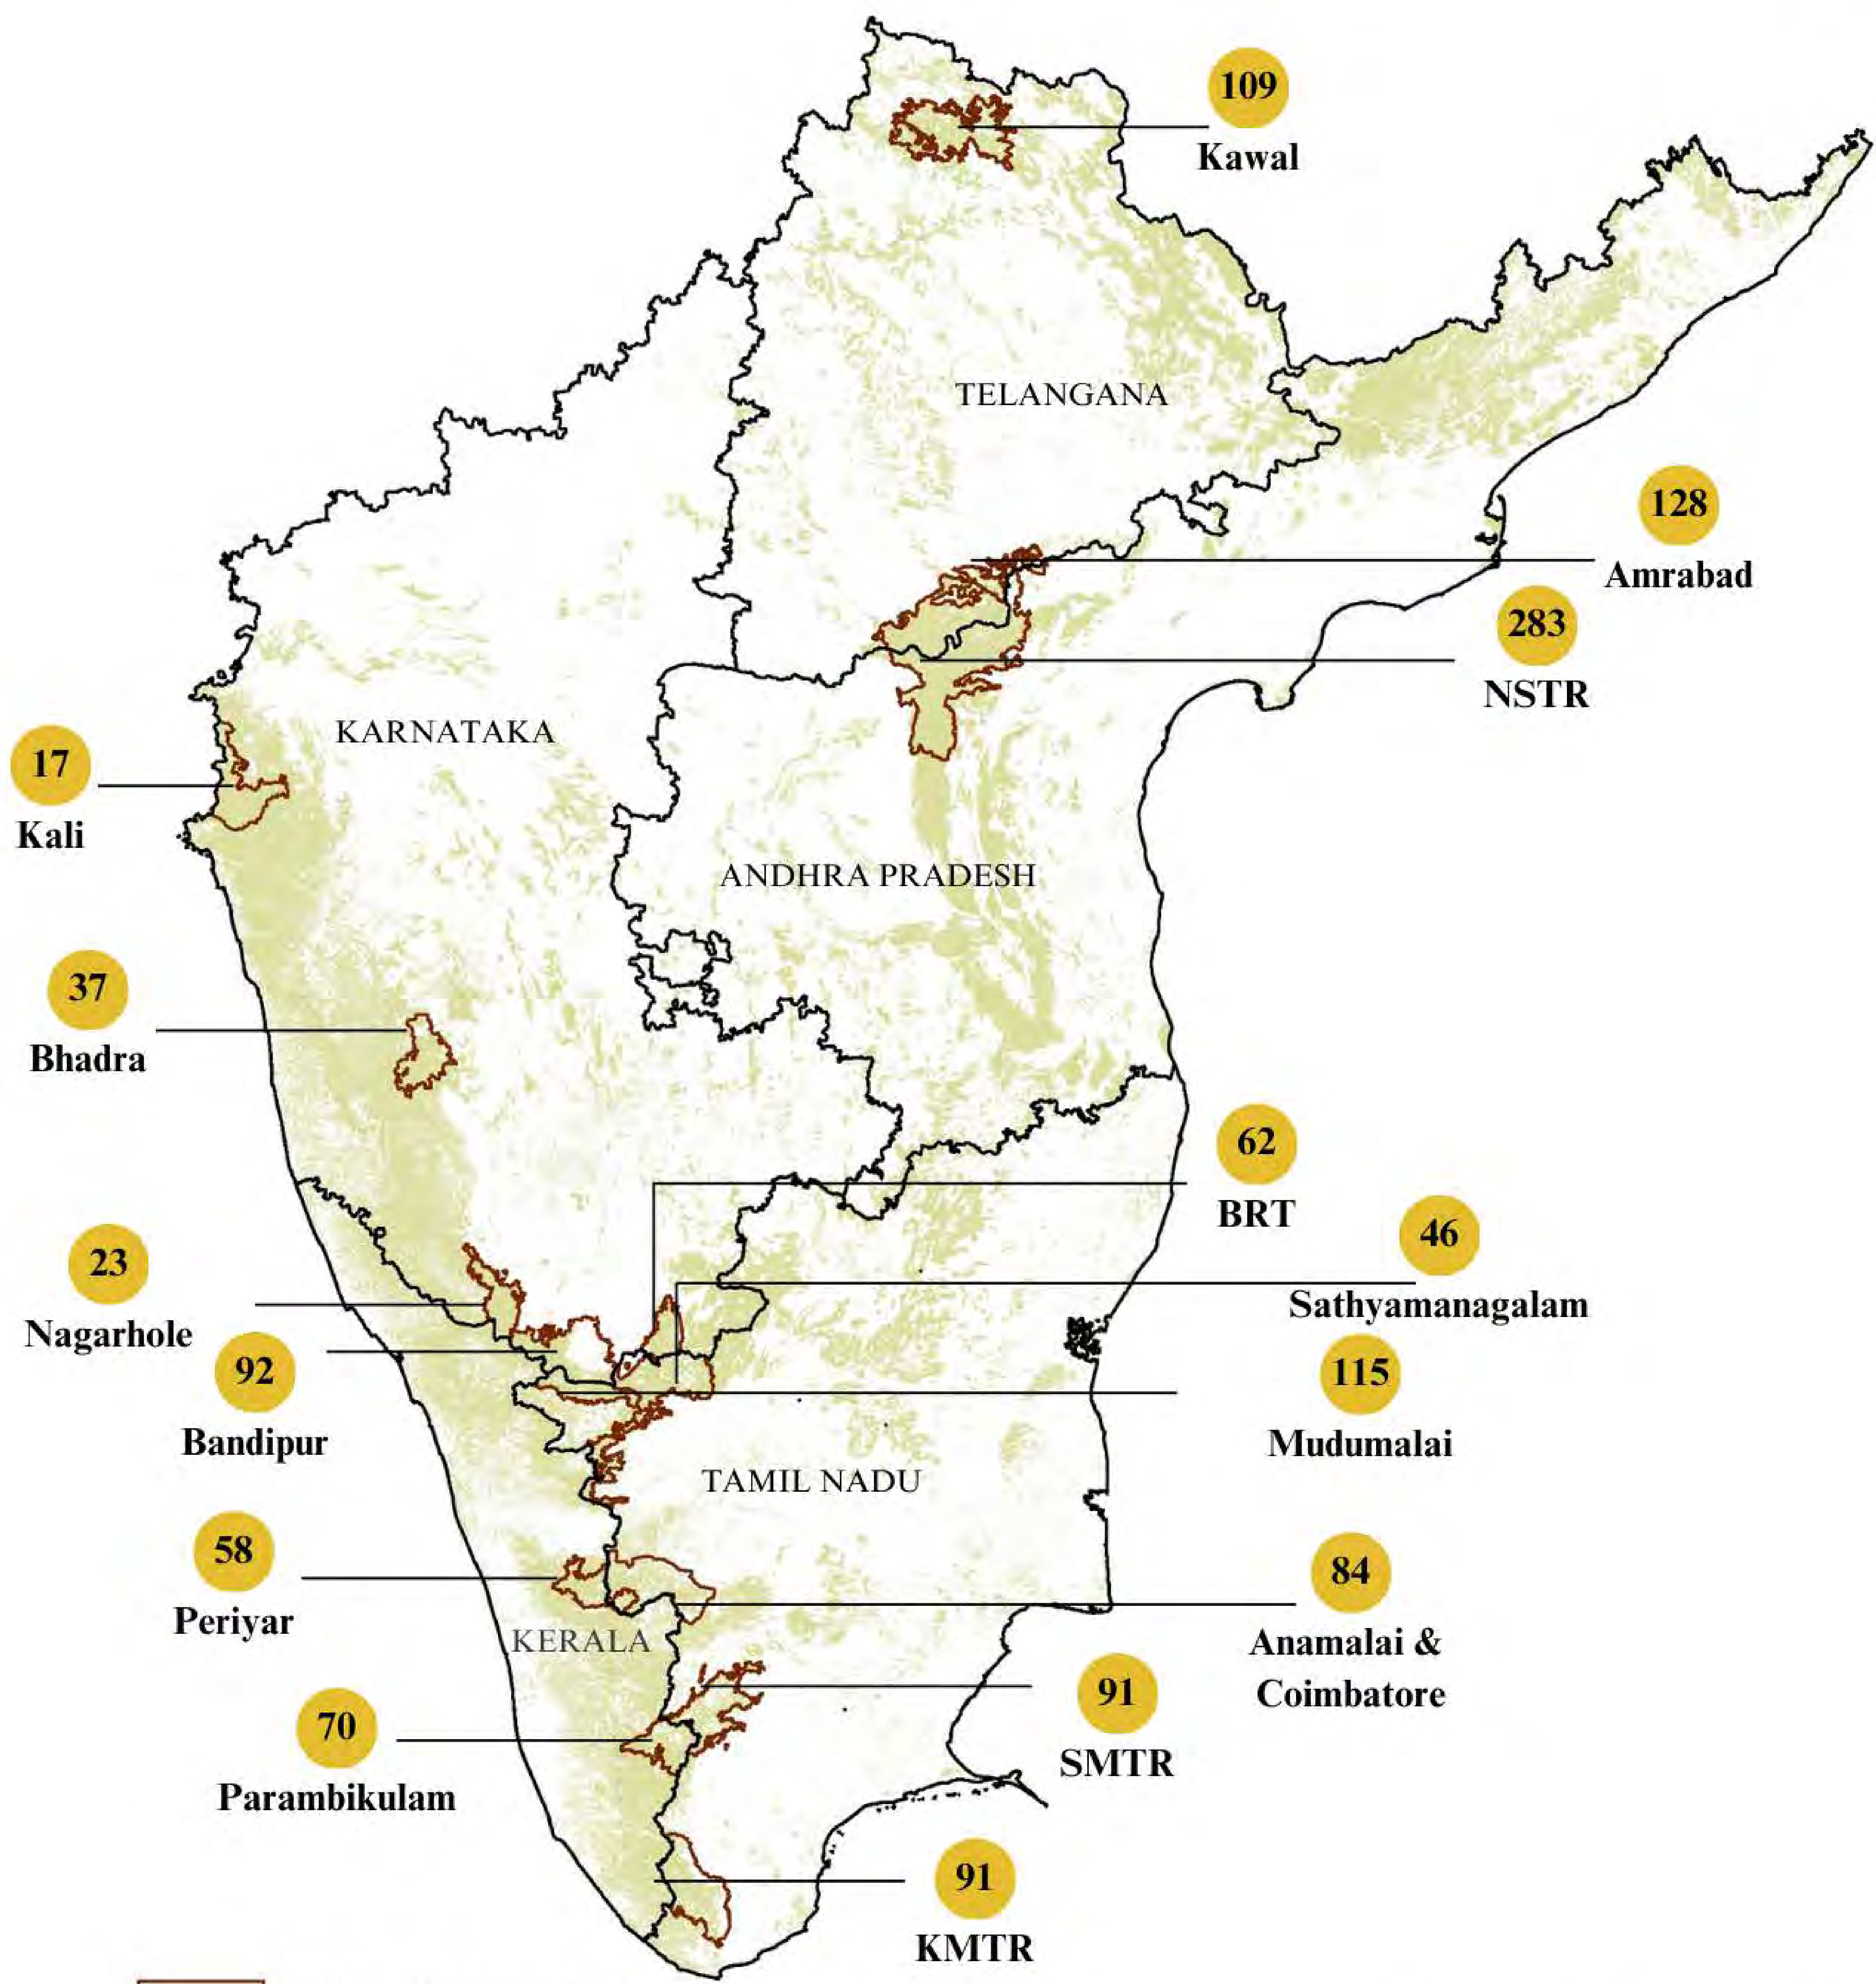 109
Kawal
TELANGANA
128
Amrabad
283
NSTR
KARNATAKA
17
Kali
ANDHRA PRADESH
37
Bhadra
62
BRT
46
Sathyamanagalam
23
Nagarhole
92
Bandipur
115
Mudumalai
TAMIL NADU
58
Periyar
84
Anamalai &
Coimbatore
KERALA
91
SMTR
70
Parambikulam
91
KMTR